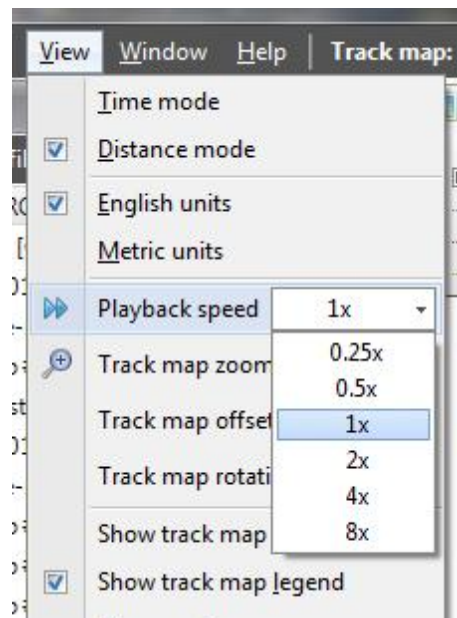 View Window Help Track map:
Time mode
Distance mode
English units
Metric units
Playback speed 1x
0.25x
0.5x
1x
2x
4x
8x
Track map zoom
Track map offset
Track map
Show track map
Show track map legend